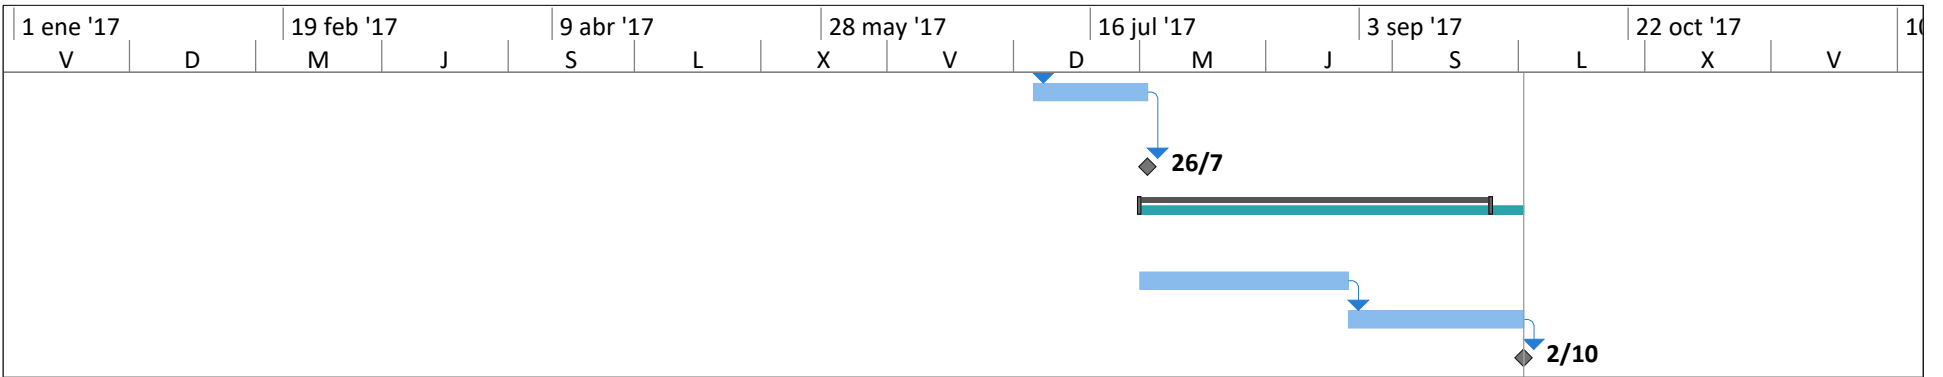 1 ene '17 19 feb '17 9 abr '17 28 may '17 16 jul '17 3 sep '17 22 oct '17
V D M J S L X V D M J S L X V
26/7
2/10